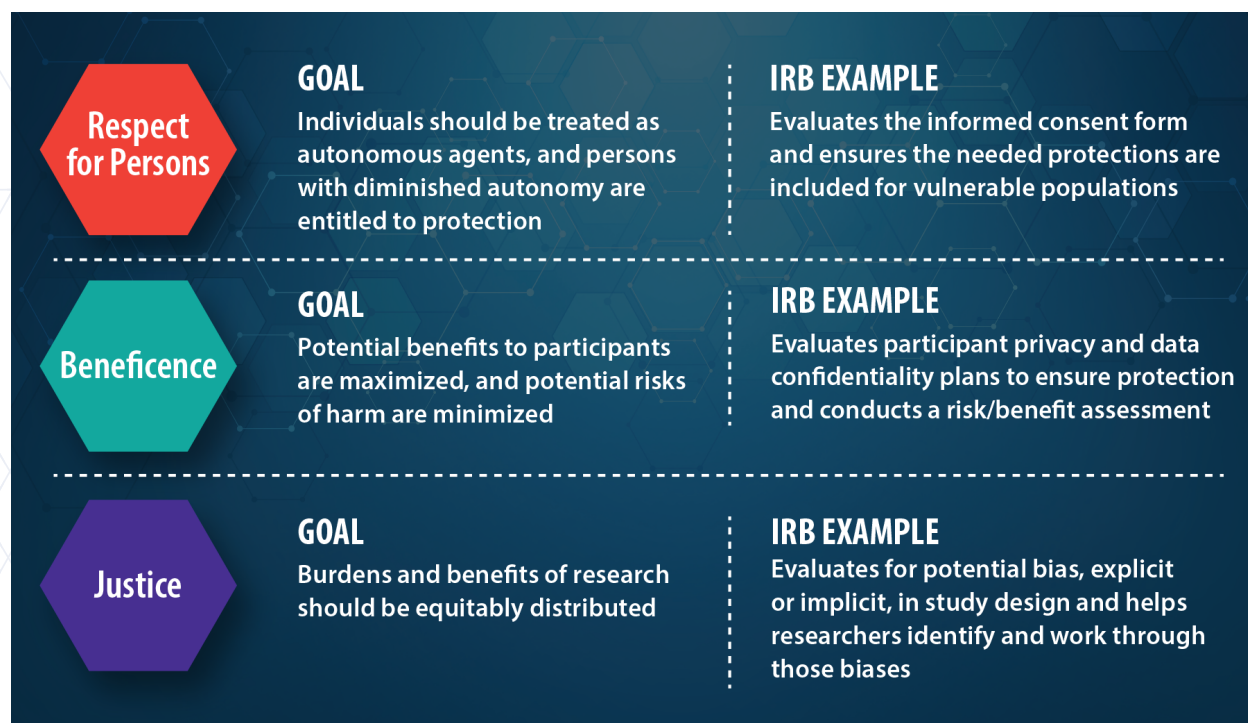 Respect
for Persons
GOAL
Individuals should be treated as
autonomous agents, and persons
with diminished autonomy are
entitled to protection
IRB EXAMPLE
Evaluates the informed consent form
and ensures the needed protections are
included for vulnerable populations
Beneficence
GOAL
Potential benefits to participants
are maximized, and potential risks
of harm are minimized
IRB EXAMPLE
Evaluates participant privacy and data
confidentiality plans to ensure protection
and conducts a risk/benefit assessment
Justice
GOAL
Burdens and benefits of research
should be equitably distributed
IRB EXAMPLE
Evaluates for potential bias, explicit
or implicit, in study design and helps
researchers identify and work through
those biases